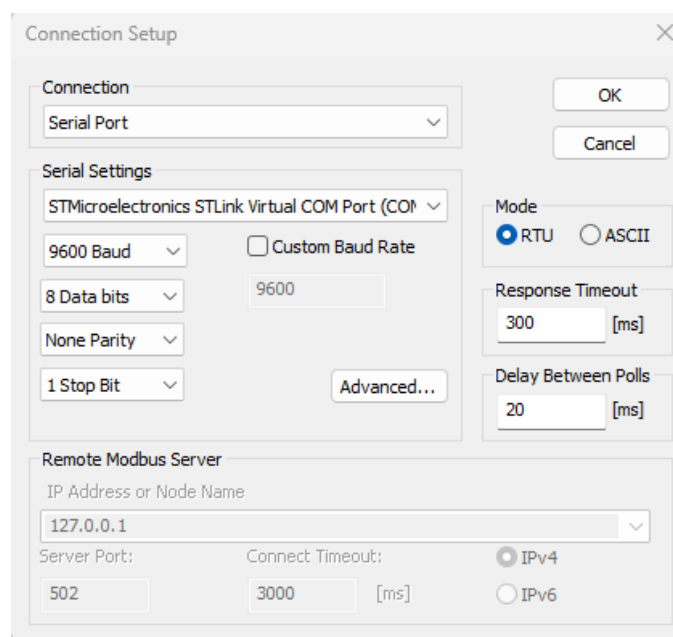 Connection Setup
Connection
OK
Serial Port
Cancel
Serial Settings
STMicroelectronics STLink Virtual COM Port (COM
Mode
RTU
ASCII
9600 Baud
Custom Baud Rate
8 Data bits
9600
Response Timeout
300
[ms]
None Parity
1 Stop Bit
Advanced...
Delay Between Polls
20
[ms]
Remote Modbus Server
IP Address or Node Name
127.0.0.1
Server Port:
Connect Timeout:
IPv4
502
3000
[ms]
IPv6